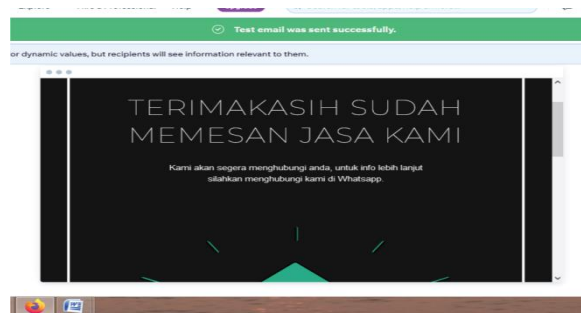 Test email was sent successfully.
or dynamic values, but recipients will see information relevant to them.
TERIMAKASIH SUDAH
MEMESAN JASA KAMI
Kami akan segera menghubungi anda, untuk info lebih lanjut
silahkan menghubungi kami di Whatsapp.